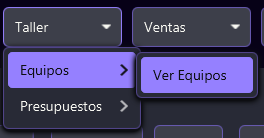 Taller
Ventas
Equipos
Ver Equipos
Presupuestos